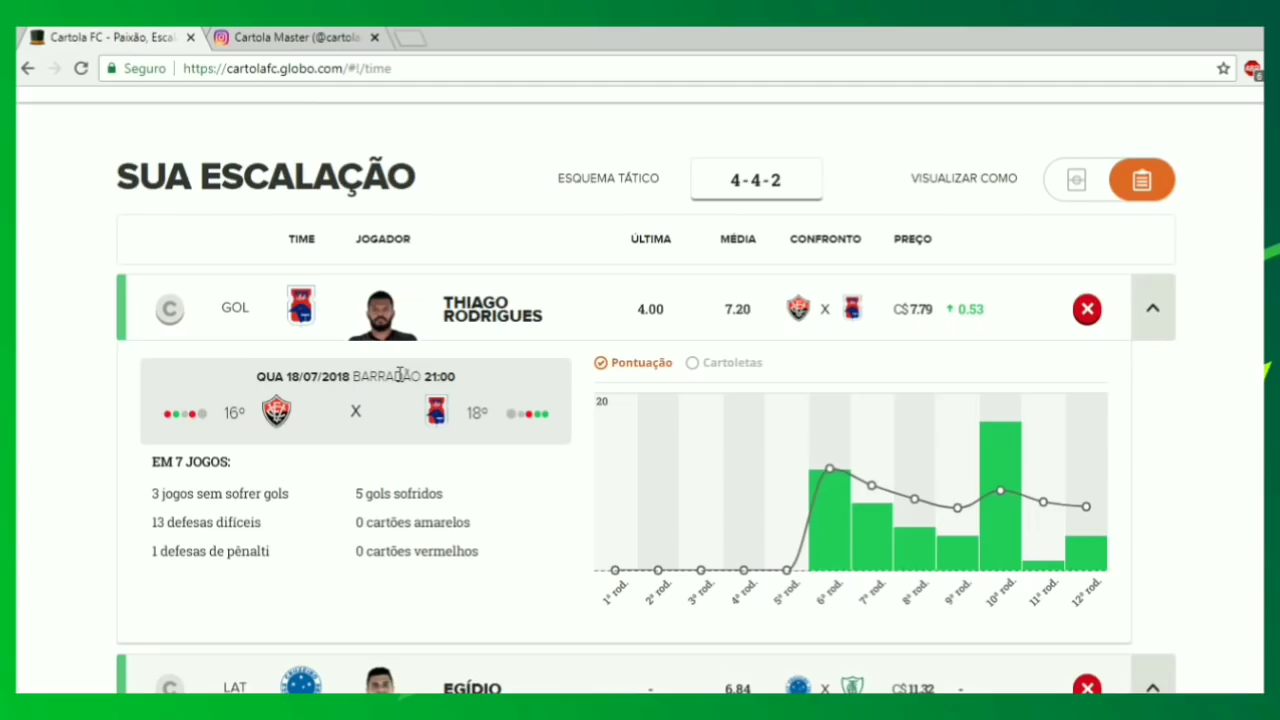 Cartola FC - Paixão, Escal
Cartola Master (@cartola
Seguro https://cartolafc.globo.com/#!/time
SUA ESCALAÇÃO
ESQUEMA TÁTICO
4-4-2
VISUALIZAR COMO
TIME JOGADOR ÚLTIMA MÉDIA CONFRONTO PREÇO
C GOL THIAGO RODRIGUES 4.00 7.20 X C$ 7.79 0.53
QUA 18/07/2018 BARRADÃO 21:00
16º X 18º
EM 7 JOGOS:
3 jogos sem sofrer gols
5 gols sofridos
13 defesas difíceis
0 cartões amarelos
1 defesas de pênalti
0 cartões vermelhos
Pontuação Cartoletas
20
1ª rod. 2ª rod. 3ª rod. 4ª rod. 5ª rod. 6ª rod. 7ª rod. 8ª rod. 9ª rod. 10ª rod. 11ª rod. 12ª rod.
C LAT EGÍDIO - 6.84 X C$ 11.32 -